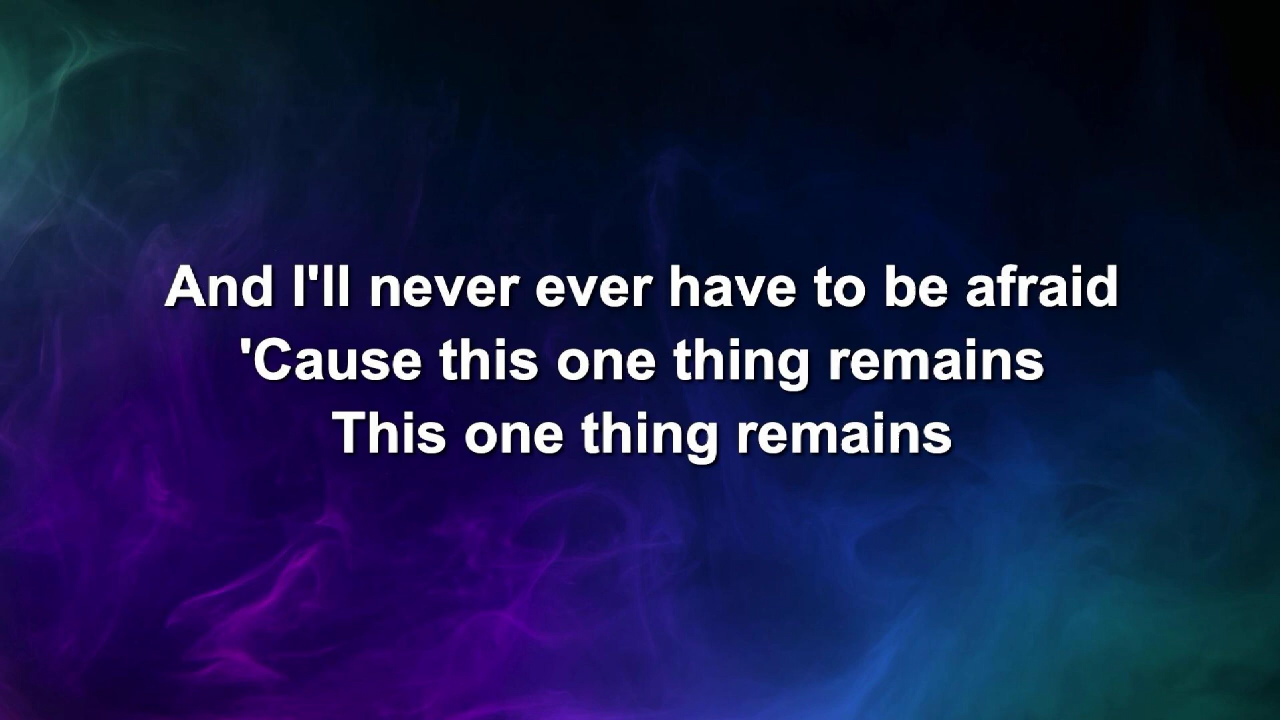 And I'll never ever have to be afraid
'Cause this one thing remains
This one thing remains